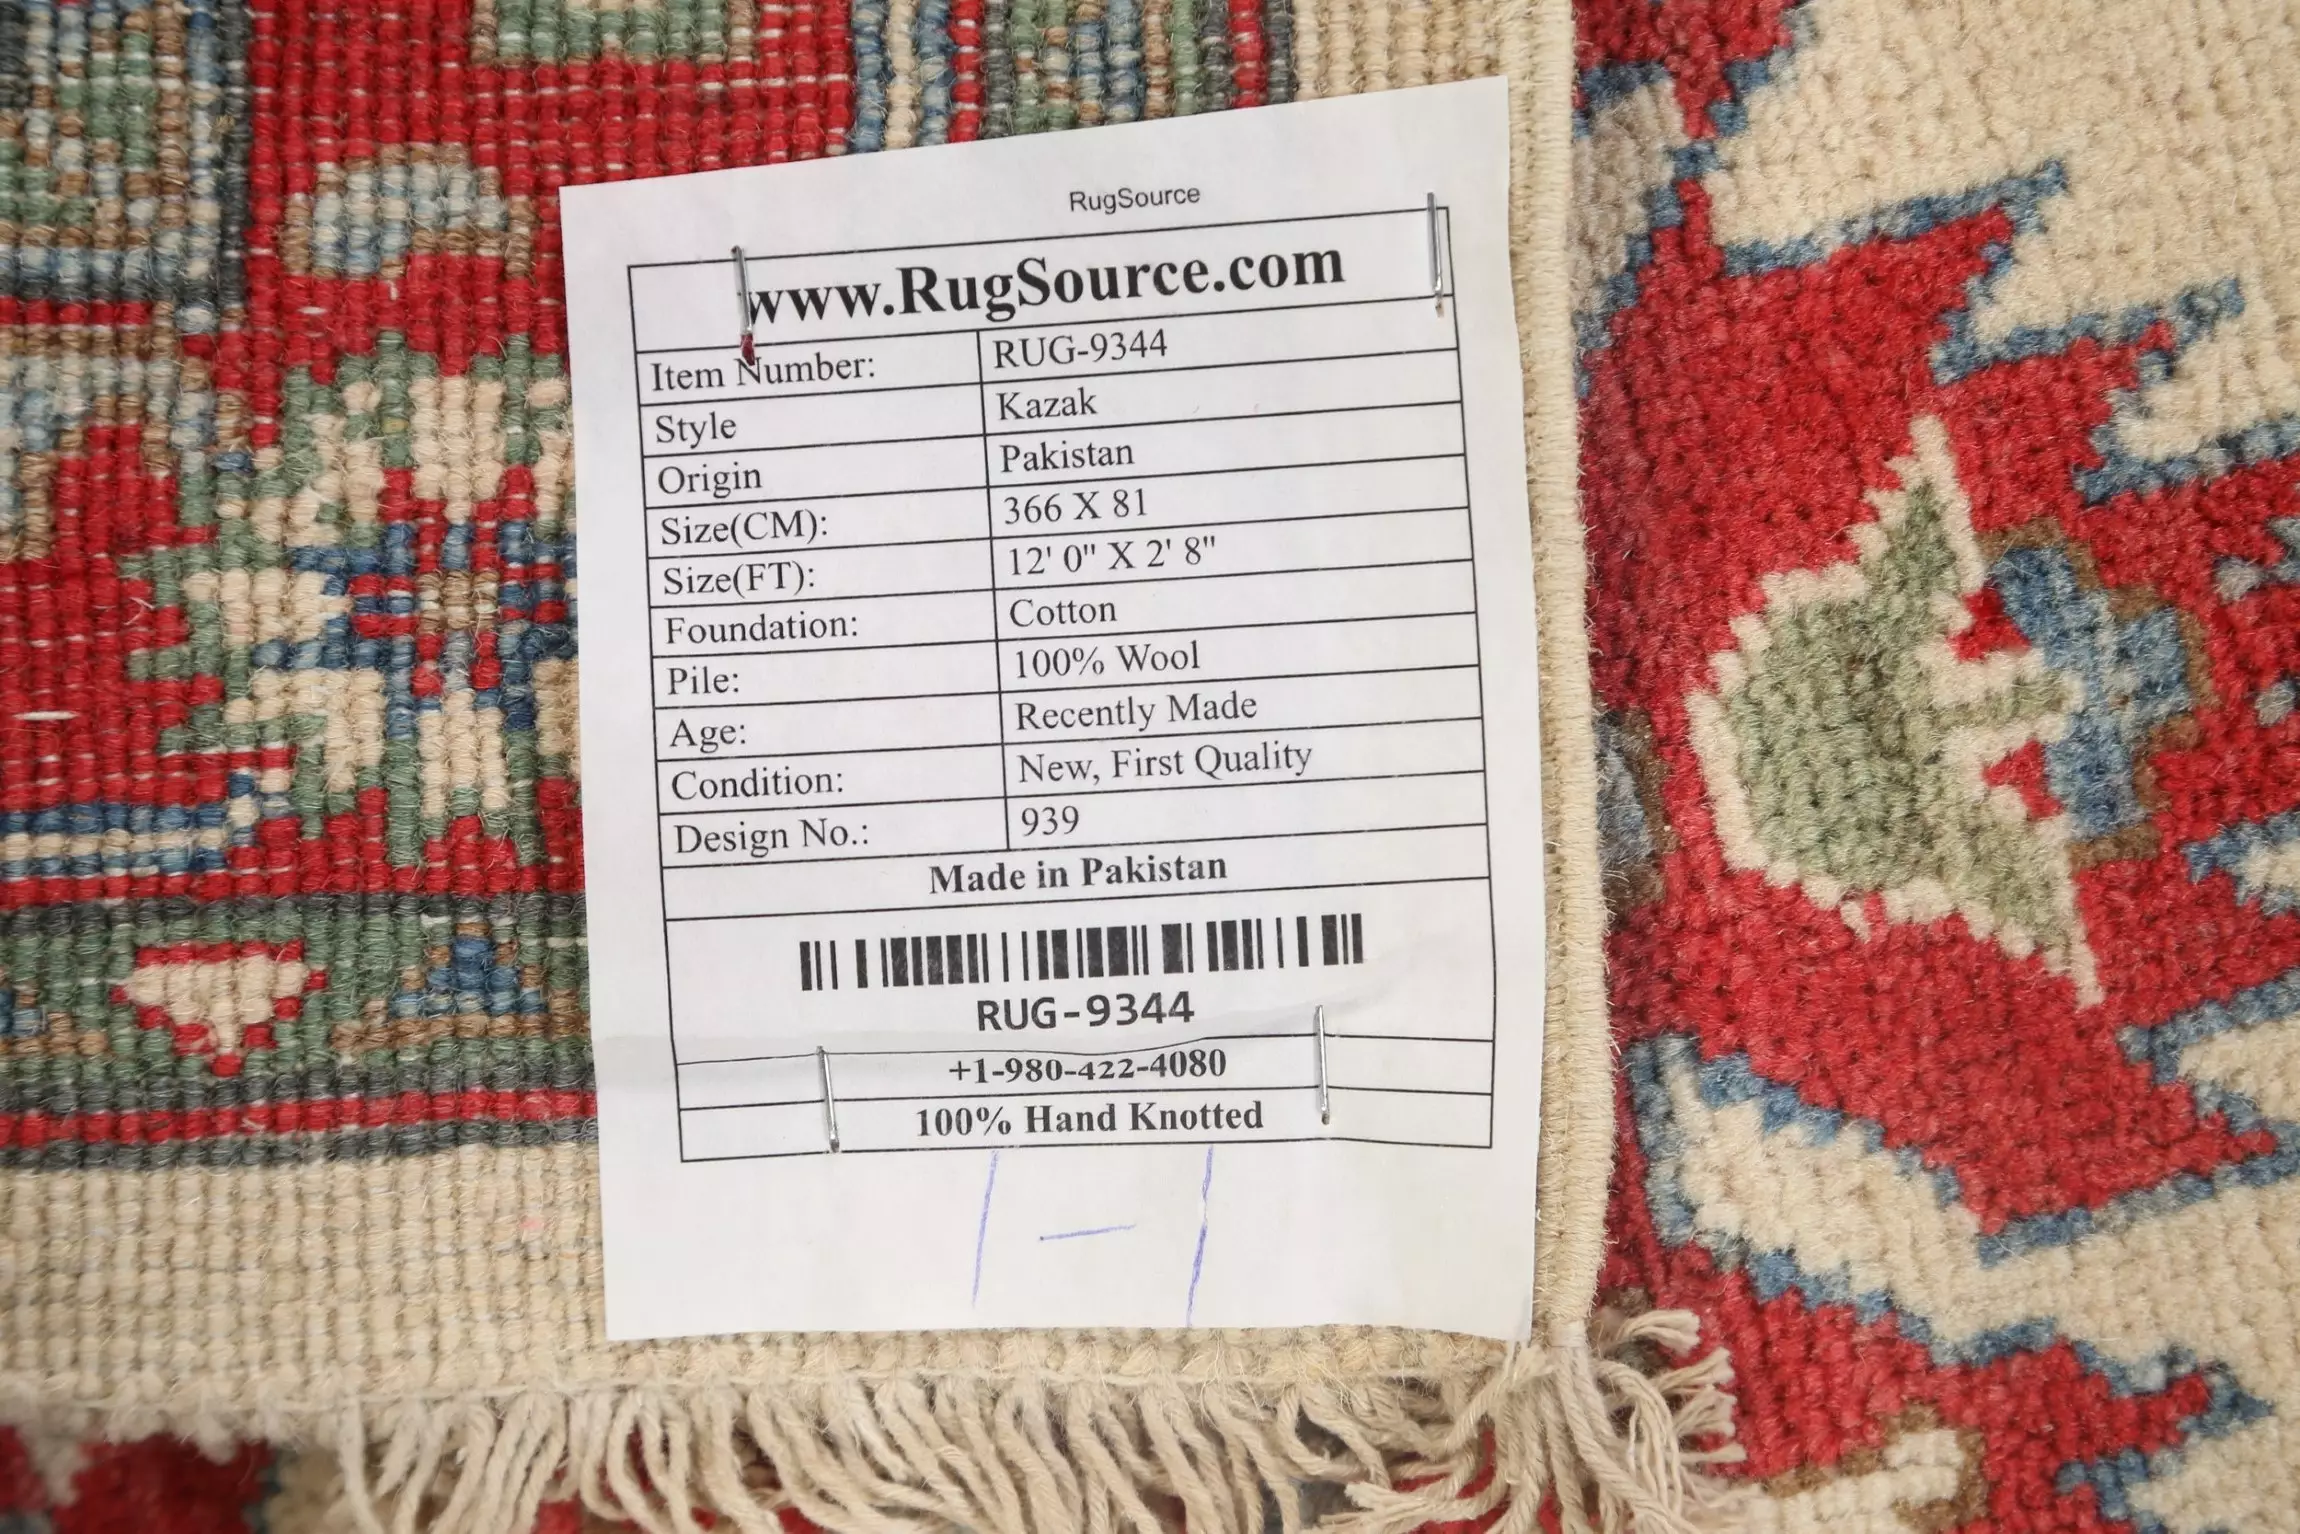 RugSource
www.RugSource.com
Item Number: RUG-9344
Style Kazak
Origin Pakistan
Size(CM): 366 X 81
Size(FT): 12' 0" X 2' 8"
Foundation: Cotton
Pile: 100% Wool
Age: Recently Made
Condition: New, First Quality
Design No.: 939
Made in Pakistan
RUG-9344
+1-980-422-4080
100% Hand Knotted
1-1